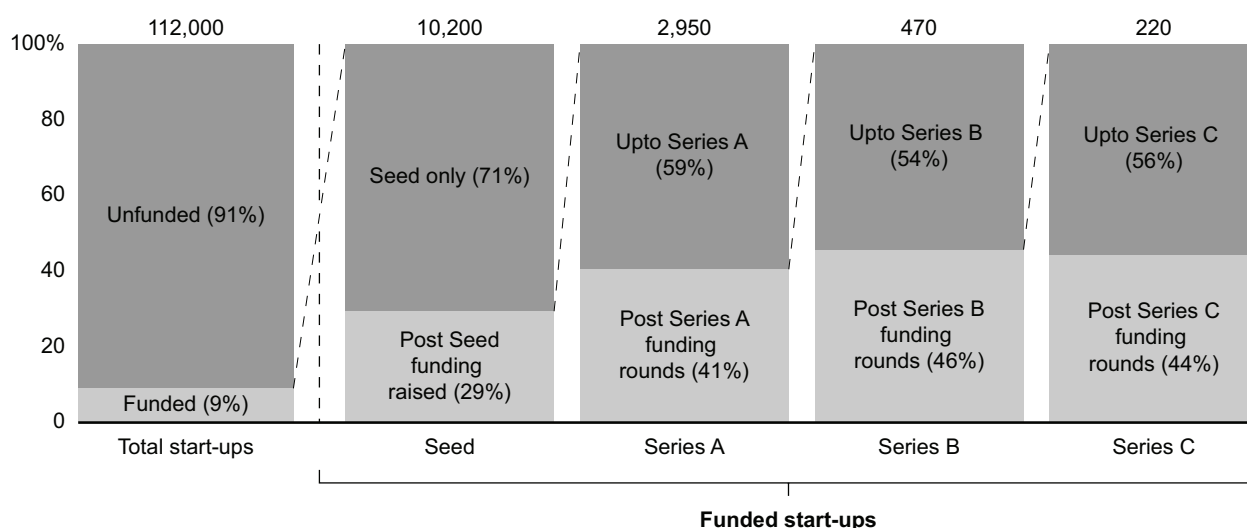 112,000
10,200
2,950
470
220
100%
80
60
40
20
0
Unfunded (91%)
Funded (9%)
Seed only (71%)
Post Seed
funding
raised (29%)
Upto Series A
(59%)
Post Series A
funding
rounds (41%)
Upto Series B
(54%)
Post Series B
funding
rounds (46%)
Upto Series C
(56%)
Post Series C
funding
rounds (44%)
Total start-ups
Seed
Series A
Series B
Series C
Funded start-ups